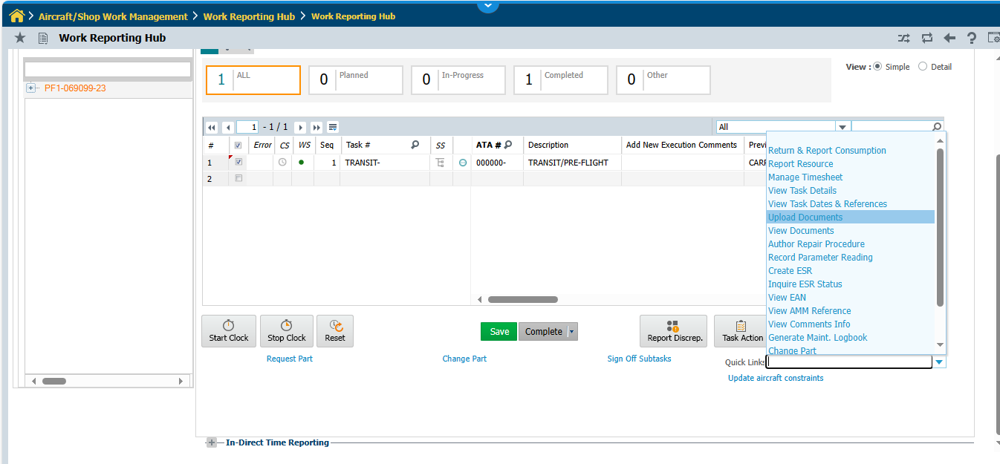 Aircraft/Shop Work Management > Work Reporting Hub > Work Reporting Hub
Work Reporting Hub
PF1-069099-23
1 ALL
0 Planned
0 In-Progress
1 Completed
0 Other
View : Simple Detail
1 - 1 / 1
All
# Error CS WS Seq Task # SS ATA # Description Add New Execution Comments Previ
1 1 TRANSIT- 000000- TRANSIT/PRE-FLIGHT CARR
2
Return & Report Consumption
Report Resource
Manage Timesheet
View Task Details
View Task Dates & References
Upload Documents
View Documents
Author Repair Procedure
Record Parameter Reading
Create ESR
Inquire ESR Status
View EAN
View AMM Reference
View Comments Info
Generate Maint. Logbook
Change Part
Start Clock
Stop Clock
Reset
Save
Complete
Report Discrep.
Task Action
Request Part
Change Part
Sign Off Subtasks
Quick Links
Update aircraft constraints
In-Direct Time Reporting